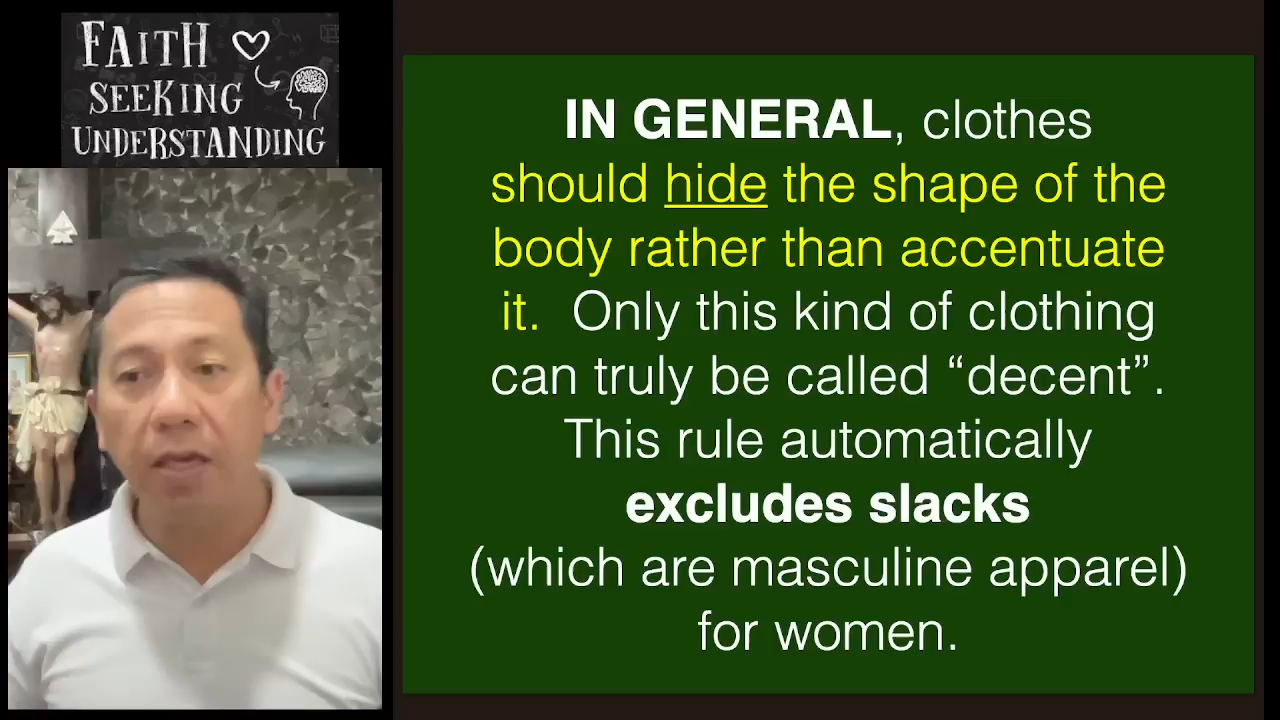 FAITH
SEEKING
UNDERSTANDING
IN GENERAL, clothes
should hide the shape of the
body rather than accentuate
it. Only this kind of clothing
can truly be called “decent”.
This rule automatically
excludes slacks
(which are masculine apparel)
for women.